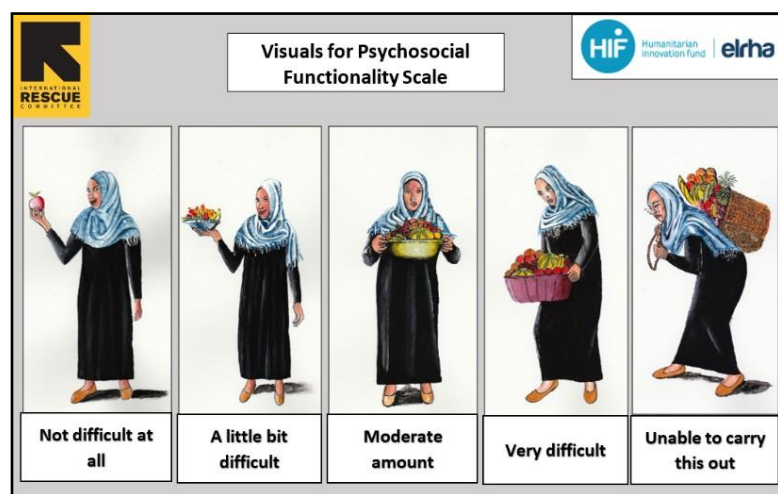 INTERNATIONAL
RESCUE
COMMITTEE
Visuals for Psychosocial
Functionality Scale
HIF
Humanitarian
innovation fund
elrha
Not difficult at
all
A little bit
difficult
Moderate
amount
Very difficult
Unable to carry
this out